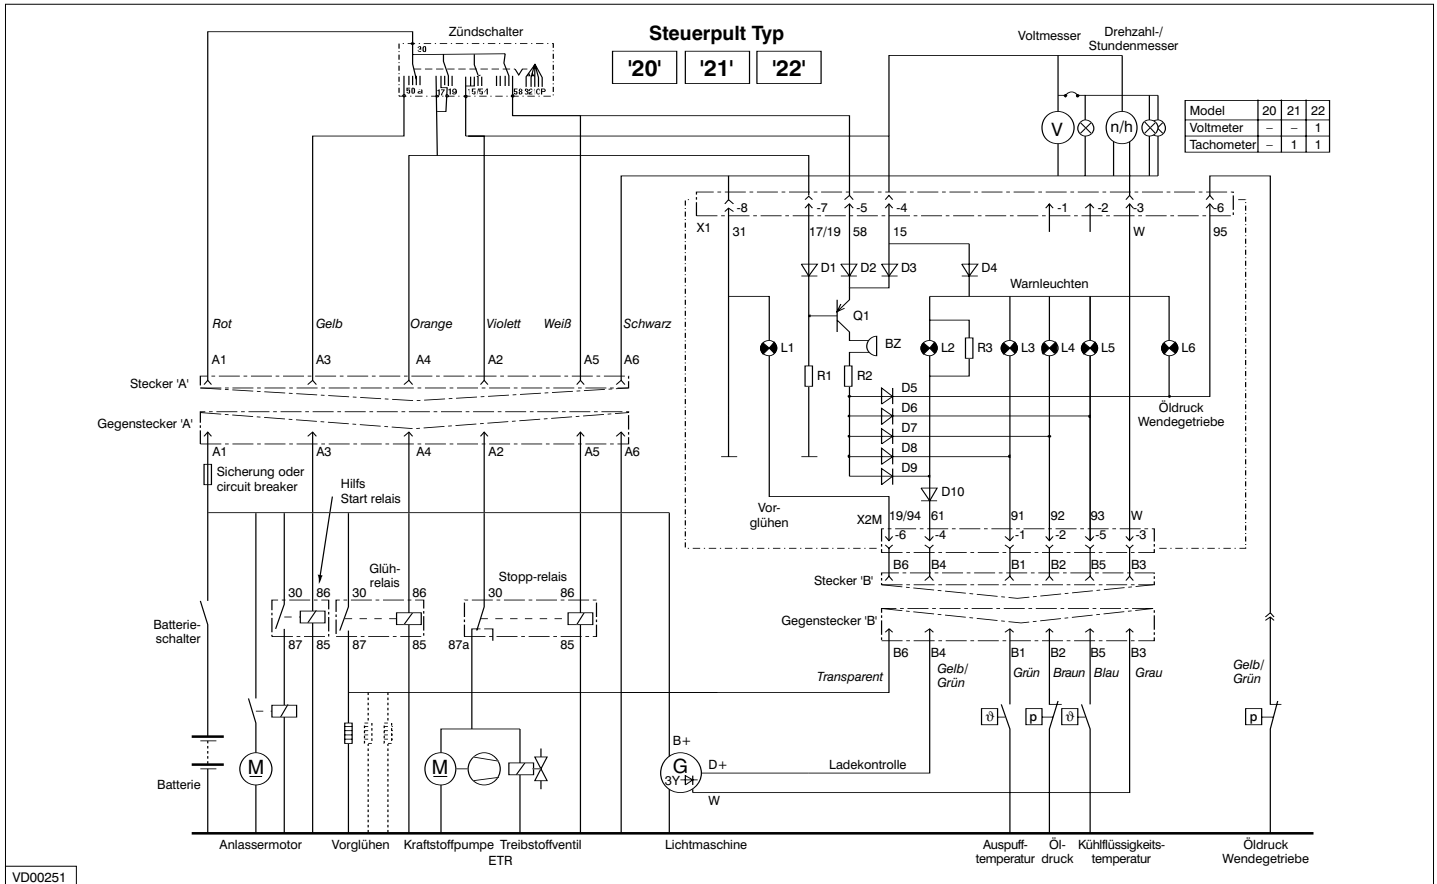 Zündschalter
Steuerpult Typ
'20' '21' '22'
Voltmesser
Drehzahl-/
Stundenmesser
30
50 a 17/19 15/54 58
V n/h
Model 20 21 22
Voltmeter – – 1
Tachometer – 1 1
X1 -8 -7 -5 -4 -1 -2 -3 -6
31 17/19 58 15 W 95
D1 D2 D3 D4
Warnleuchten
Q1
BZ
L1 L2 R3 L3 L4 L5 L6
R1 R2
D5
D6
D7
D8
D9
D10
Öldruck
Wendegetriebe
Vor-
glühen
Rot Gelb Orange Violett Weiß Schwarz
A1 A3 A4 A2 A5 A6
Stecker 'A'
Gegenstecker 'A'
A1 A3 A4 A2 A5 A6
Sicherung oder
circuit breaker
Hilfs
Start relais
X2M 19/94 61 91 92 93 W
-6 -4 -1 -2 -5 -3
B6 B4 B1 B2 B5 B3
Stecker 'B'
Gegenstecker 'B'
B6 B4 B1 B2 B5 B3
Transparent
Gelb/
Grün
Grün Braun Blau Grau
Gelb/
Grün
Glüh-
relais
Stopp-relais
30 86 30 86 30 86
87 85 87 85 87a 85
Batterie-
schalter
Batterie
M M
G
3Y
B+
D+
W
Ladekontrolle
ϑ p ϑ p
Anlassermotor
Vorglühen
Kraftstoffpumpe
Treibstoffventil
ETR
Lichtmaschine
Auspuff-
temperatur
Öl-
druck
Kühlflüssigkeits-
temperatur
Öldruck
Wendegetriebe
VD00251